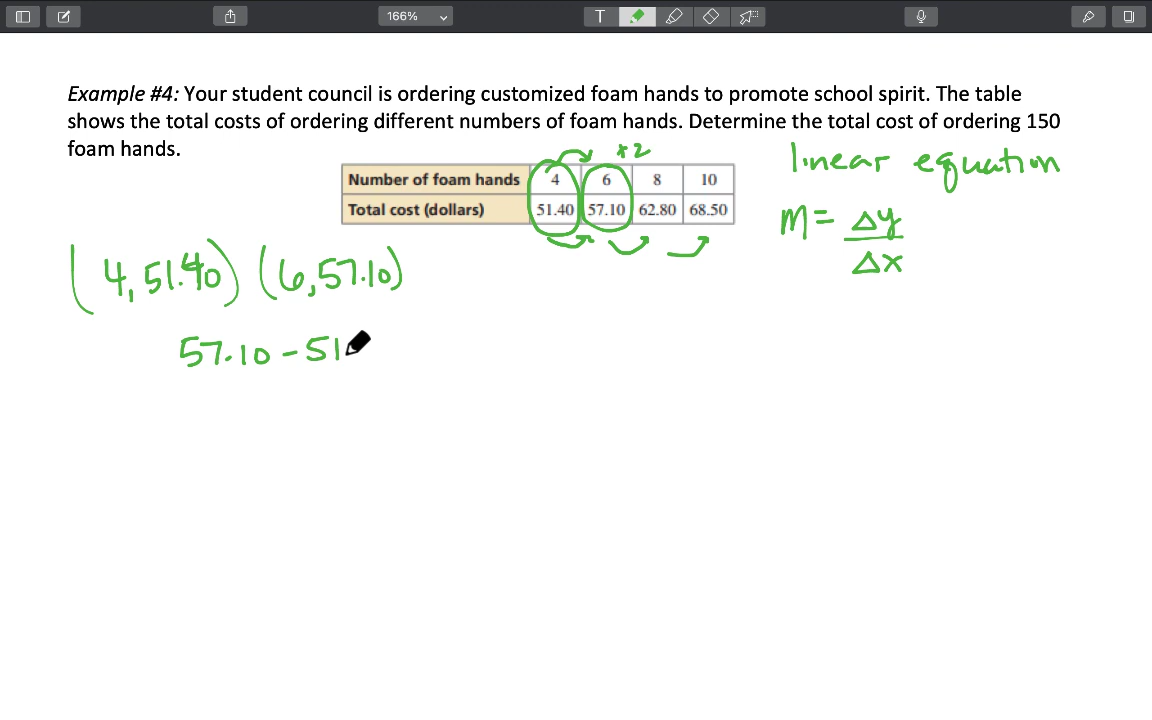 166%
T
Example #4: Your student council is ordering customized foam hands to promote school spirit. The table
shows the total costs of ordering different numbers of foam hands. Determine the total cost of ordering 150
foam hands.
+2
linear equation
Number of foam hands 4 6 8 10
Total cost (dollars) 51.40 57.10 62.80 68.50
m = Δy
Δx
(4,51.40) (6,57.10)
57.10 - 51